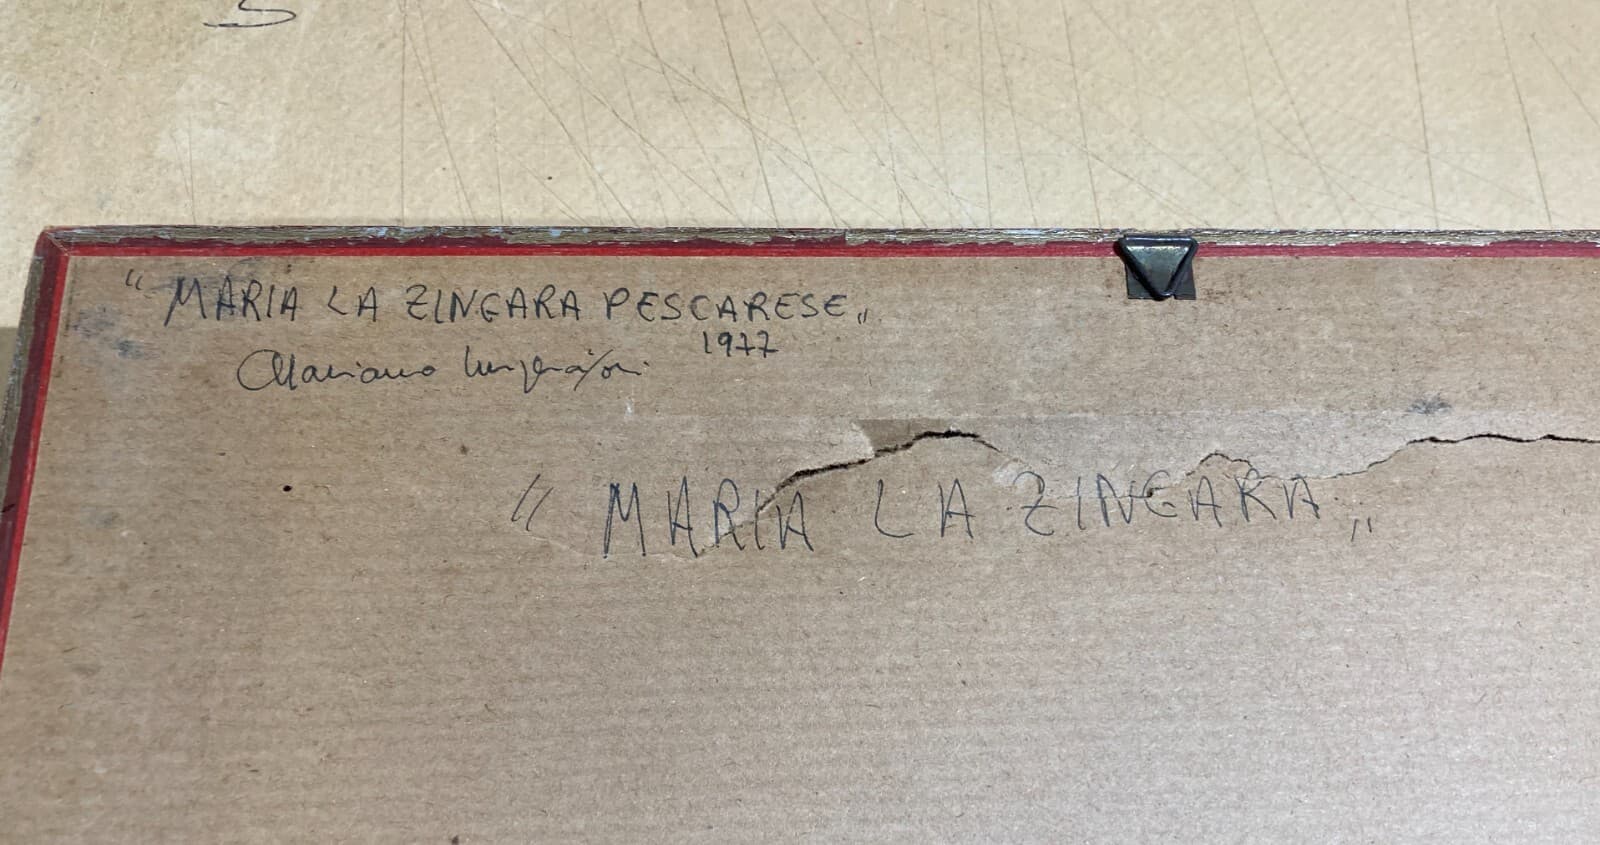 "MARIA LA ZINGARA PESCARESE"
1977
Mariano
"MARIA LA ZINGARA"